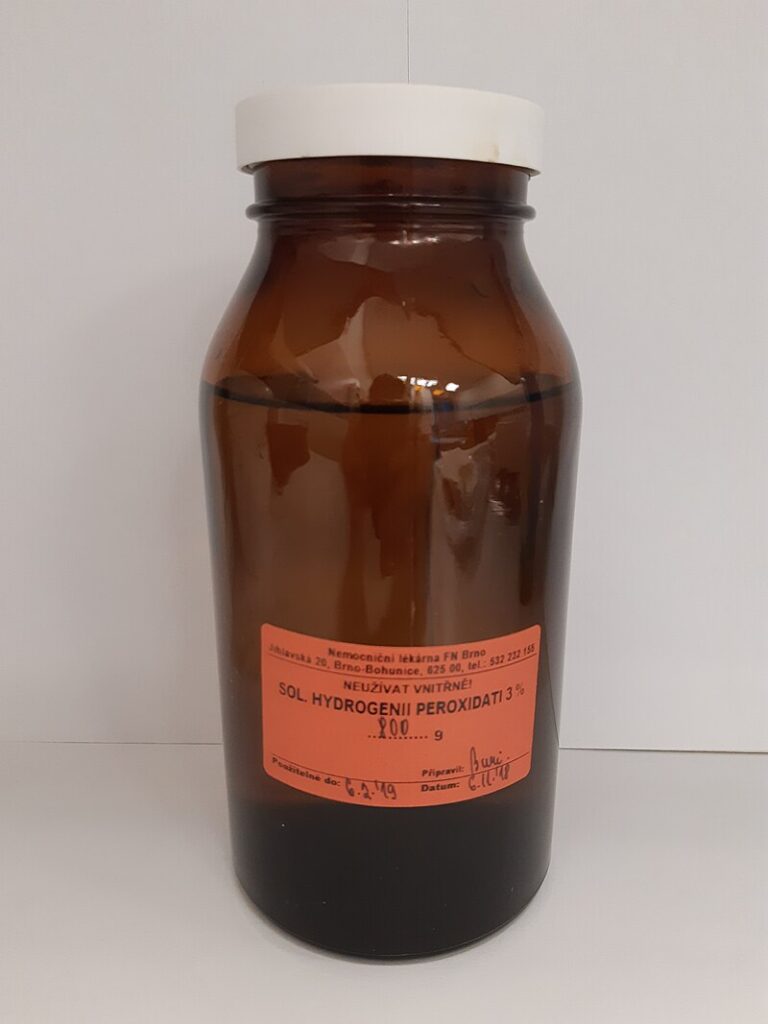 Nemocniční lékárna FN Brno
Jihlavská 20, Brno-Bohunice, 625 00, tel.: 532 232 155
NEUŽÍVAT VNITŘNĚ!
SOL. HYDROGENII PEROXIDATI 3 %
800 g
Připravil: Buri.
Použitelné do: 6.2.'19 Datum: 6.11.'18